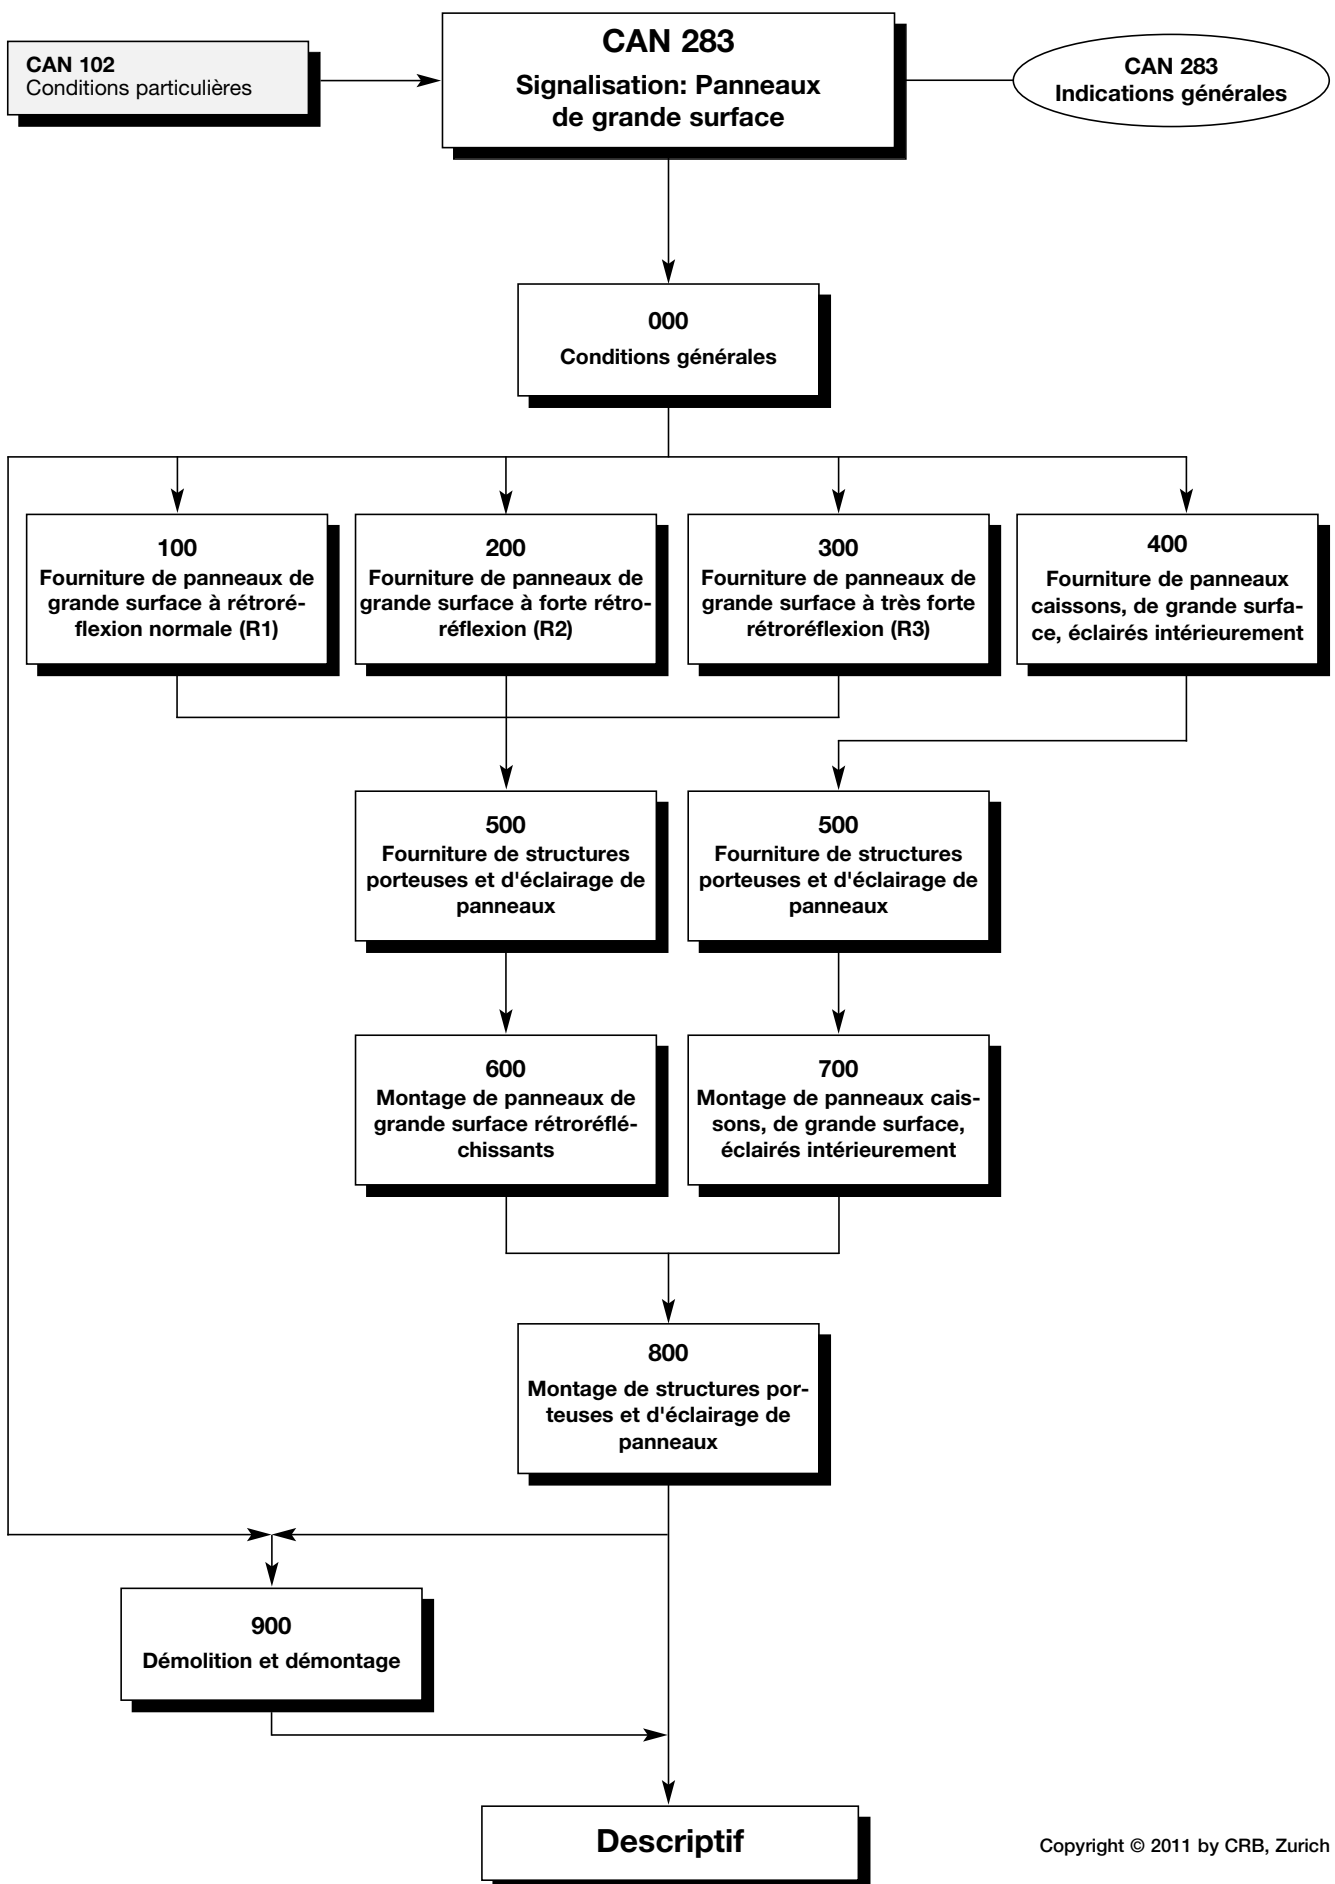 CAN 102
Conditions particulières
CAN 283
Signalisation: Panneaux
de grande surface
CAN 283
Indications générales
000
Conditions générales
100
Fourniture de panneaux de
grande surface à rétroré-
flexion normale (R1)
200
Fourniture de panneaux de
grande surface à forte rétro-
réflexion (R2)
300
Fourniture de panneaux de
grande surface à très forte
rétroréflexion (R3)
400
Fourniture de panneaux
caissons, de grande surfa-
ce, éclairés intérieurement
500
Fourniture de structures
porteuses et d'éclairage de
panneaux
500
Fourniture de structures
porteuses et d'éclairage de
panneaux
600
Montage de panneaux de
grande surface rétroréflé-
chissants
700
Montage de panneaux cais-
sons, de grande surface,
éclairés intérieurement
800
Montage de structures por-
teuses et d'éclairage de
panneaux
900
Démolition et démontage
Descriptif
Copyright © 2011 by CRB, Zurich